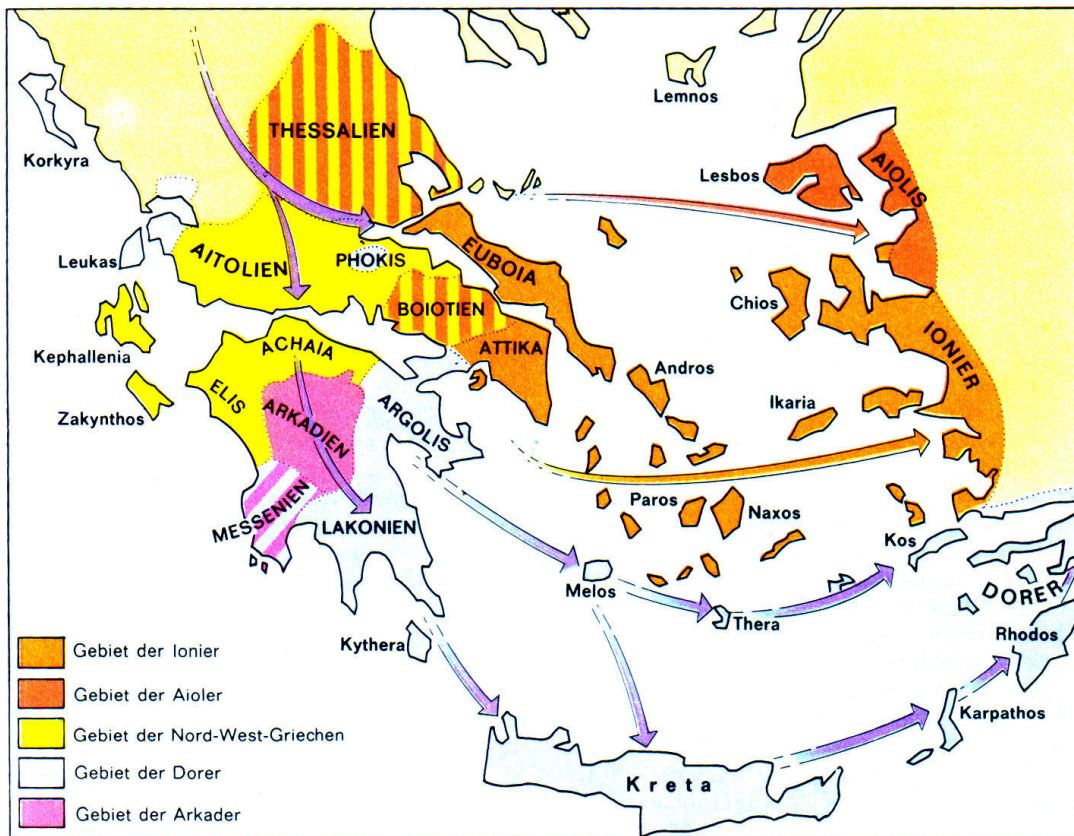 Korkyra
THESSALIEN
Lemnos
Lesbos
AIOLIS
Leukas
AITOLIEN
PHOKIS
EUBOIA
BOIOTIEN
Chios
IONIER
Kephallenia
ACHAIA
ATTIKA
Andros
Zakynthos
ELIS
ARKADIEN
ARGOLIS
Ikaria
MESSENIEN
LAKONIEN
Paros
Naxos
Kos
Melos
Thera
DORER
Rhodos
Kythera
Karpathos
Kreta
Gebiet der Ionier
Gebiet der Aioler
Gebiet der Nord-West-Griechen
Gebiet der Dorer
Gebiet der Arkader